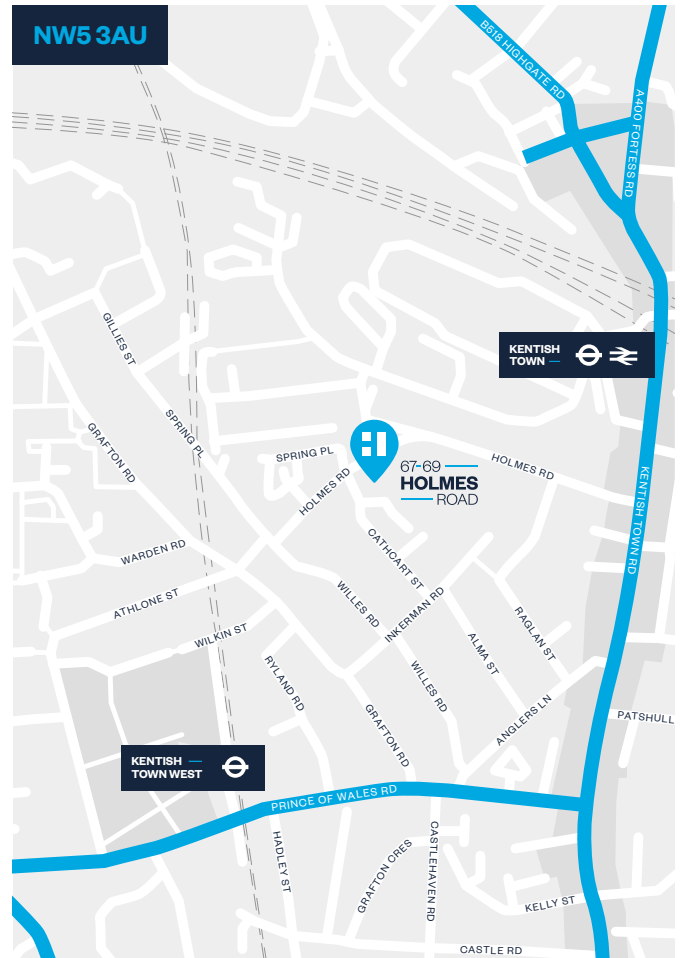 NW5 3AU
B518 HIGHGATE RD
A400 FORTESS RD
KENTISH
TOWN
GILLIES ST
SPRING PL
GRAFTON RD
SPRING PL
67-69
HOLMES
ROAD
HOLMES RD
HOLMES RD
KENTISH TOWN RD
CATHCART ST
WARDEN RD
ATHLONE ST
WILLES RD
INKERMAN RD
RAGLAN ST
WILKIN ST
ALMA ST
RYLAND RD
WILLES RD
GRAFTON RD
ANGLERS LN
PATSHULL
KENTISH
TOWN WEST
PRINCE OF WALES RD
HADLEY ST
GRAFTON CRES
CASTLEHAVEN RD
KELLY ST
CASTLE RD